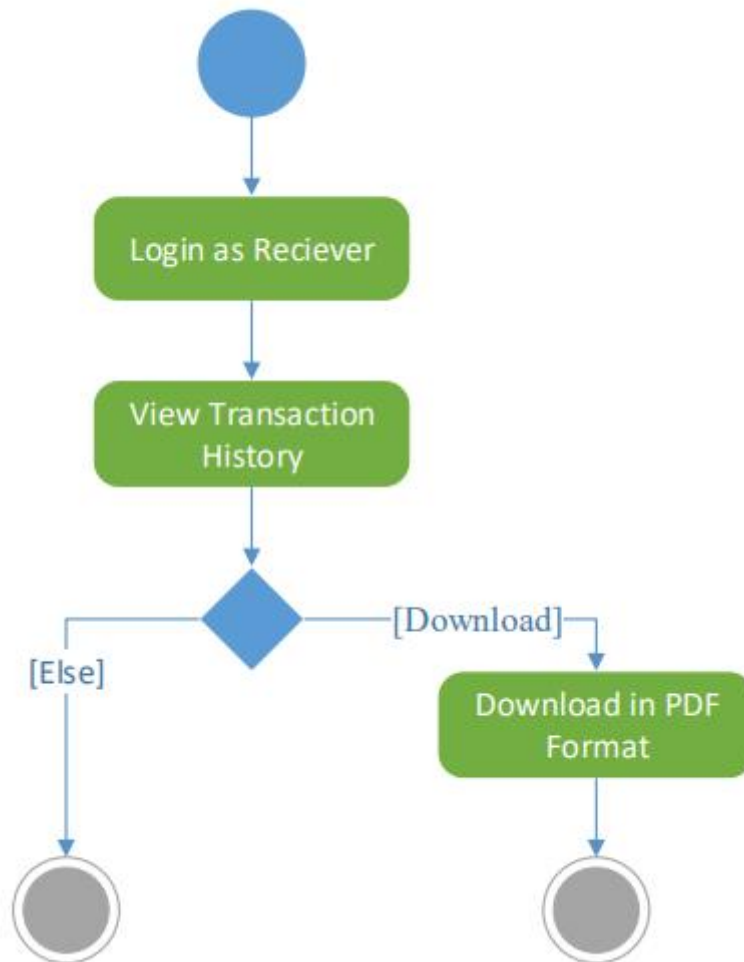 Login as Reciever
View Transaction
History
[Download]
[Else]
Download in PDF
Format